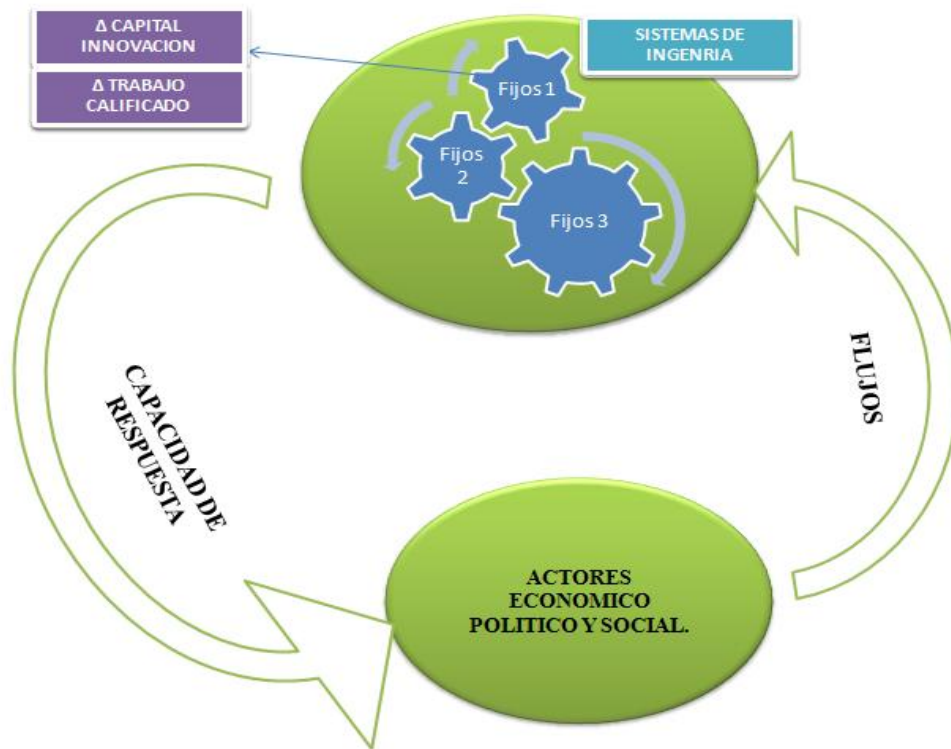 Δ CAPITAL
INNOVACION
Δ TRABAJO
CALIFICADO
SISTEMAS DE
INGENRIA
Fijos 1
Fijos
2
Fijos 3
CAPACIDAD DE
RESPUESTA
FLUJOS
ACTORES
ECONOMICO
POLITICO Y SOCIAL.